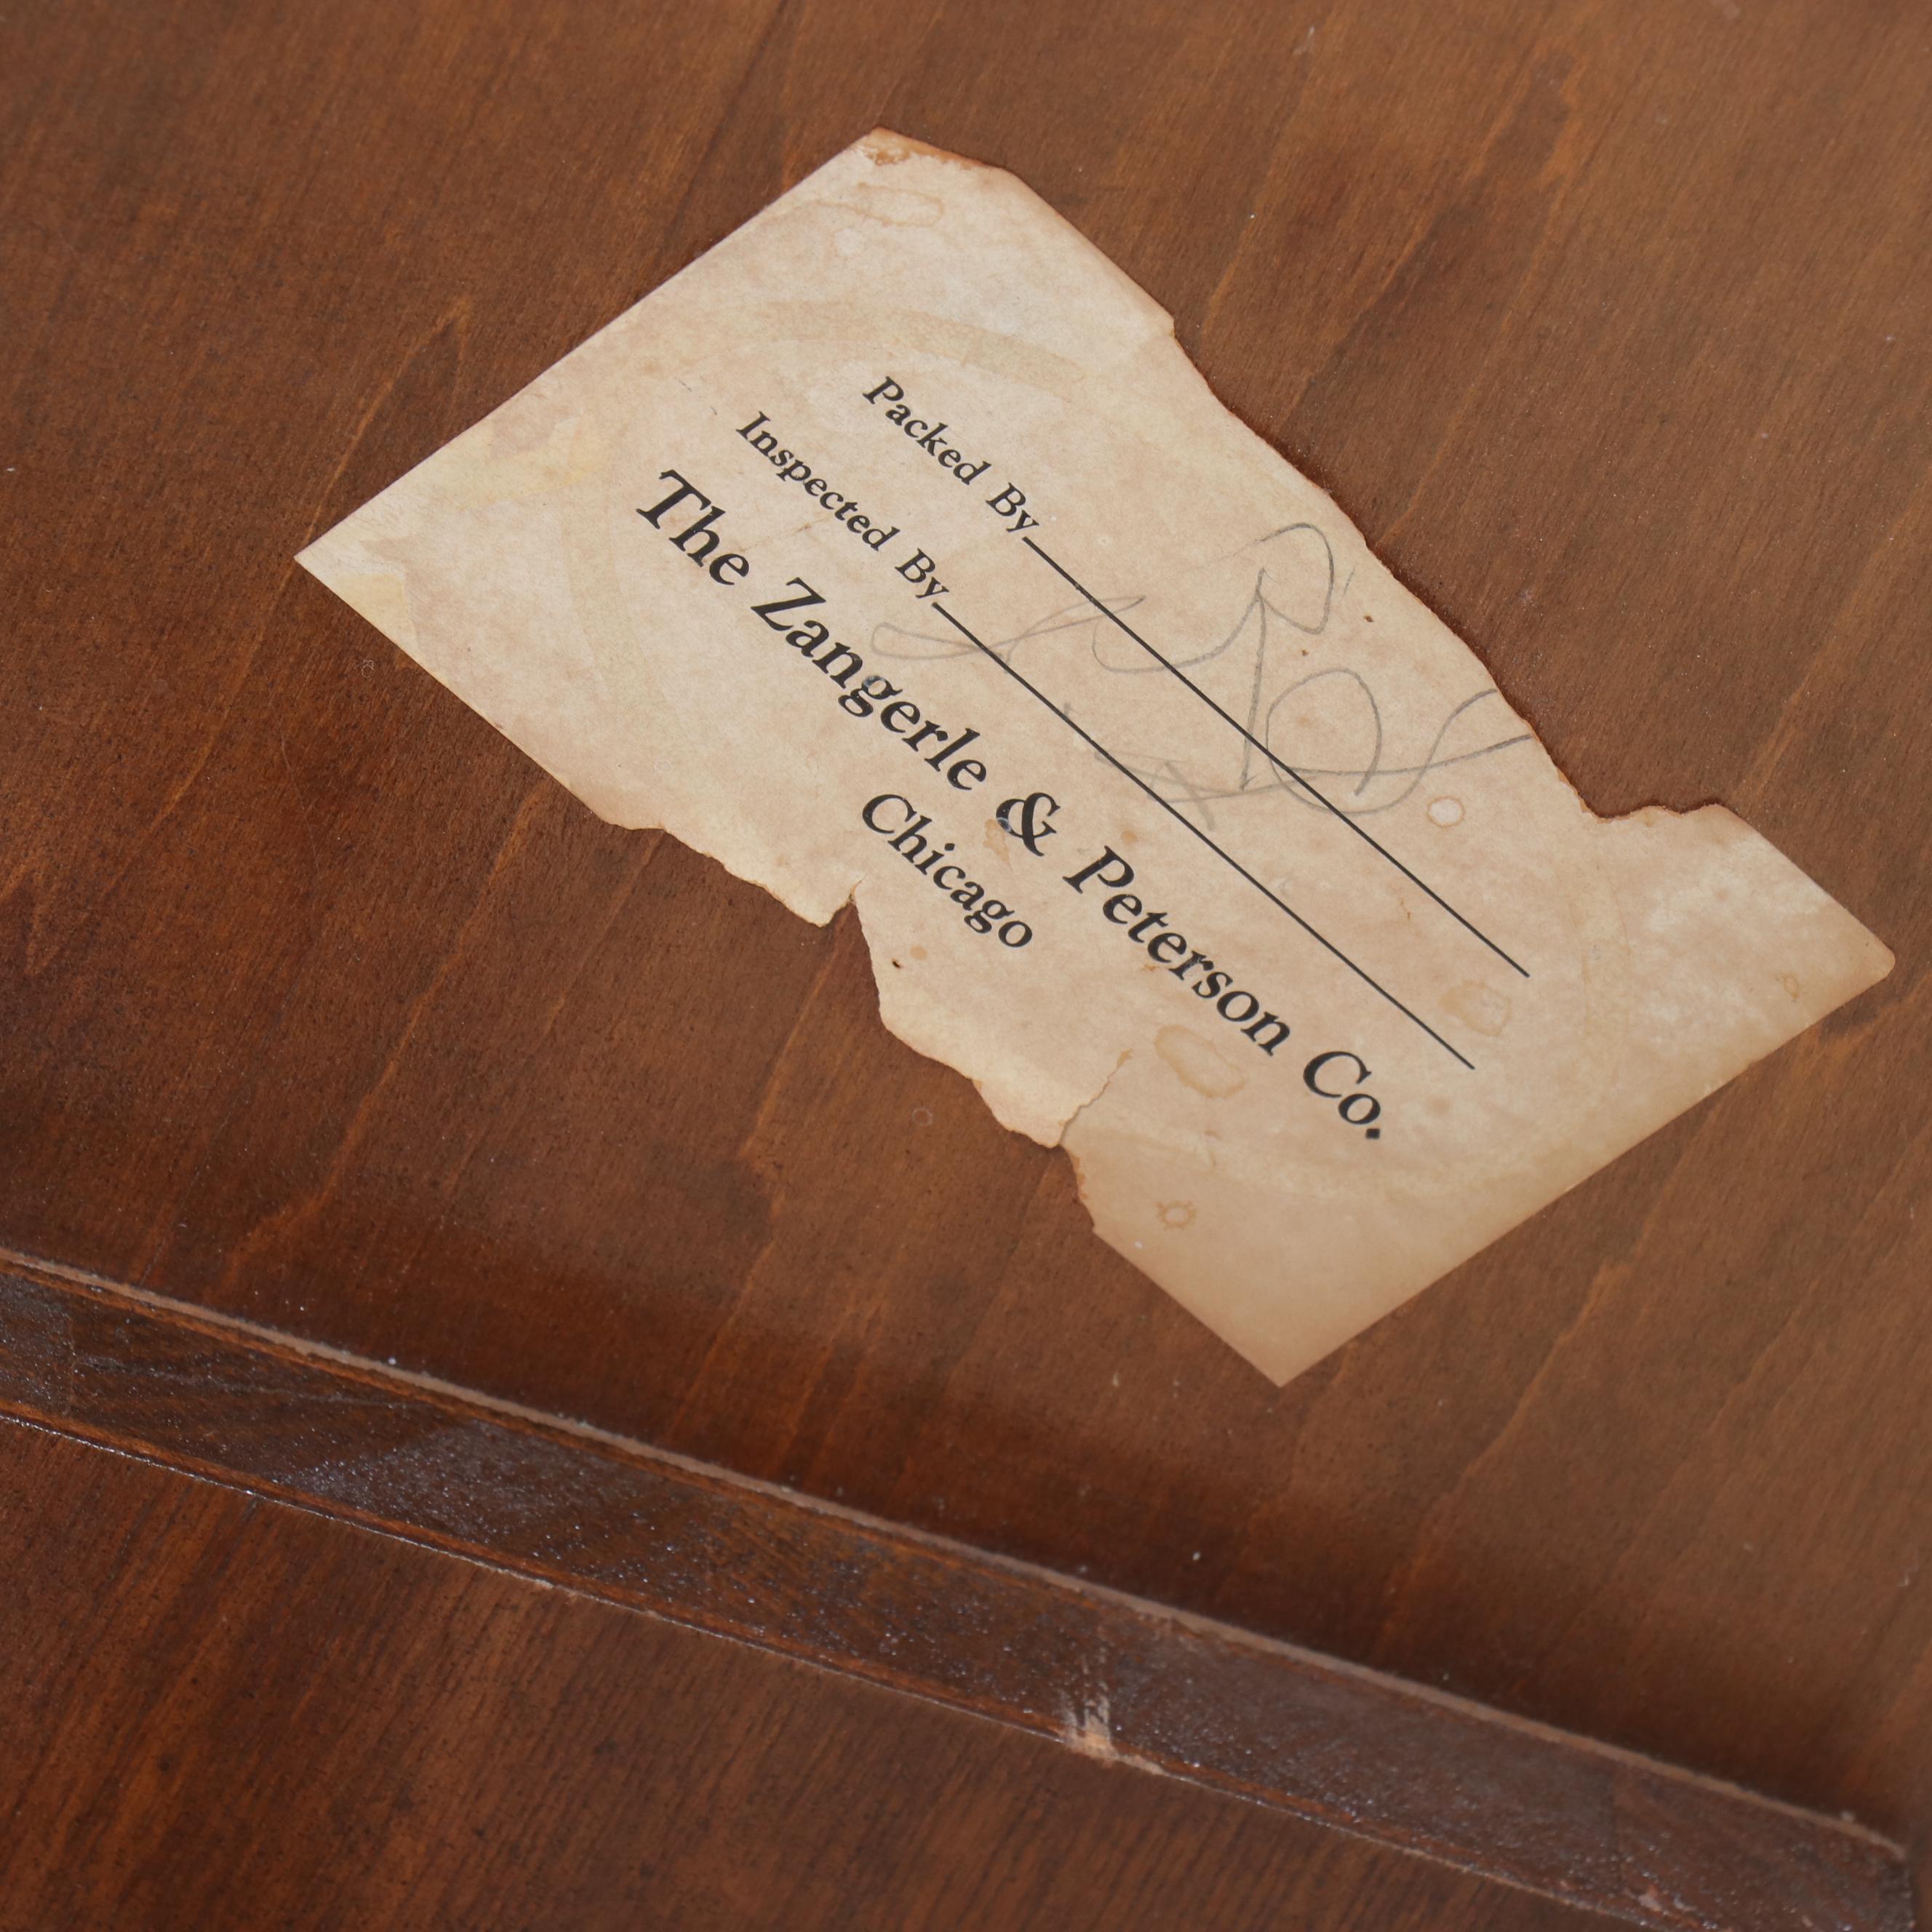 Packed By
Inspected By
The Zangerle & Peterson Co.
Chicago